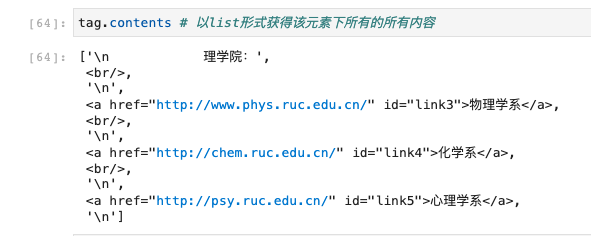 [64]: tag.contents # 以list形式获得该元素下所有的所有内容
[64]: ['\n            理学院：',
<br/>,
'\n',
<a href="http://www.phys.ruc.edu.cn/" id="link3">物理学系</a>,
<br/>,
'\n',
<a href="http://chem.ruc.edu.cn/" id="link4">化学系</a>,
<br/>,
'\n',
<a href="http://psy.ruc.edu.cn/" id="link5">心理学系</a>,
'\n']